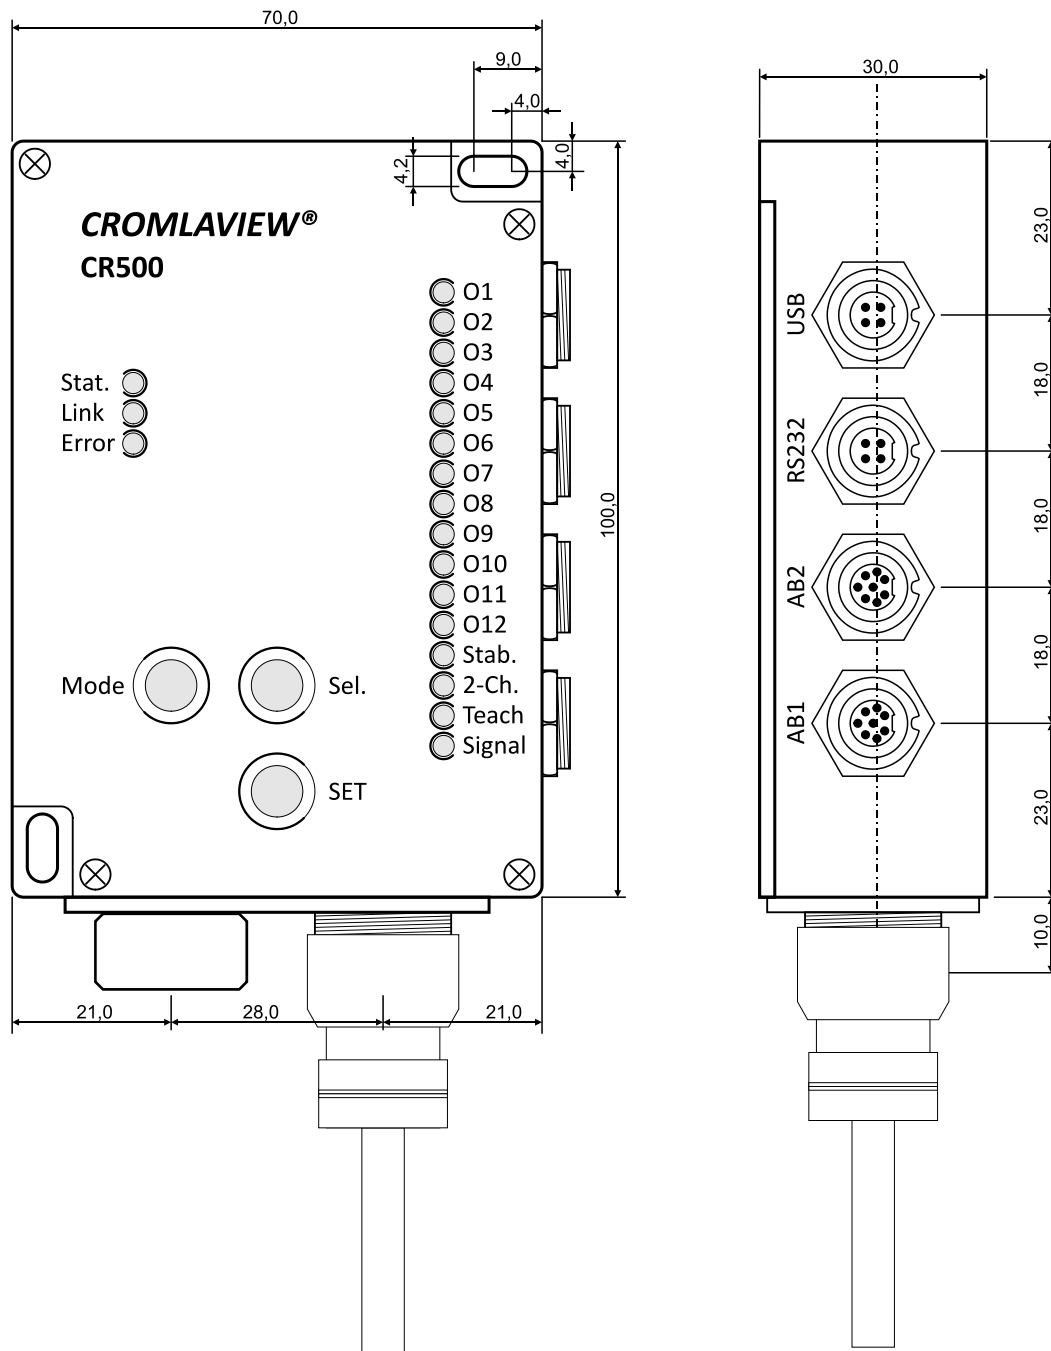 70,0
9,0
4,0
4,0
4,2
CROMLAVIEW®
CR500
O1
O2
O3
O4
O5
O6
O7
O8
O9
O10
O11
O12
Stab.
2-Ch.
Teach
Signal
Stat.
Link
Error
Mode
Sel.
SET
100,0
21,0
28,0
21,0
30,0
USB
RS232
AB2
AB1
23,0
18,0
18,0
18,0
23,0
10,0